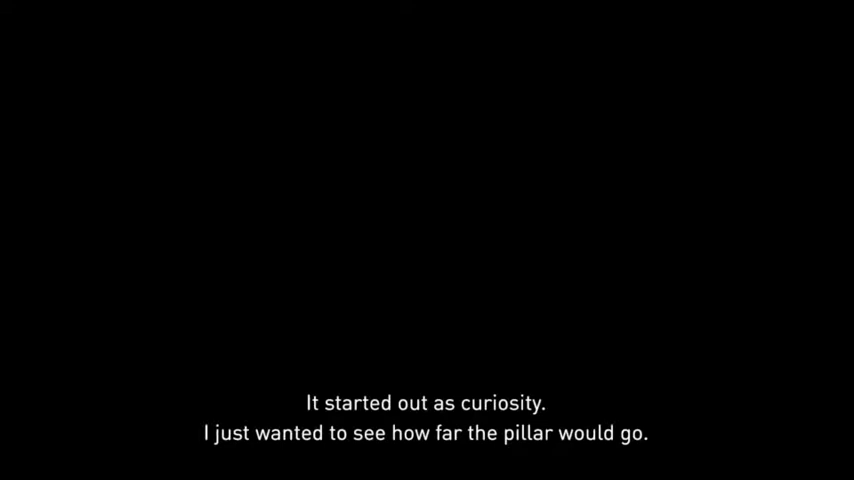 It started out as curiosity.
I just wanted to see how far the pillar would go.